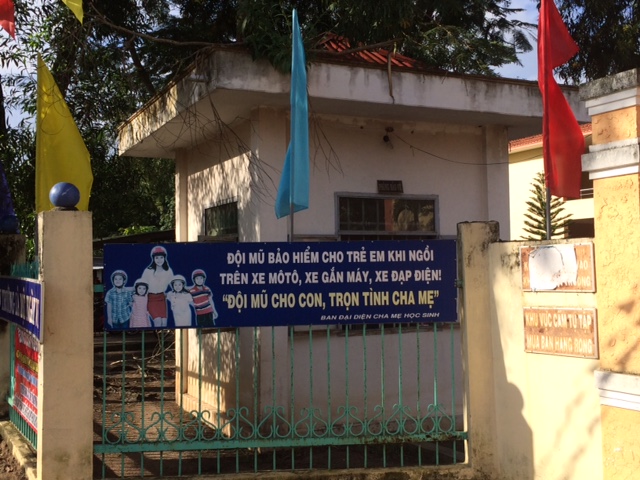 ĐỘI MŨ BẢO HIỂM CHO TRẺ EM KHI NGỒI
TRÊN XE MÔTÔ, XE GẮN MÁY, XE ĐẠP ĐIỆN!
"ĐỘI MŨ CHO CON, TRỌN TÌNH CHA MẸ"
BAN ĐẠI DIỆN CHA MẸ HỌC SINH
KHU VỰC CẤM TỤ TẬP
MUA BÁN HÀNG RONG